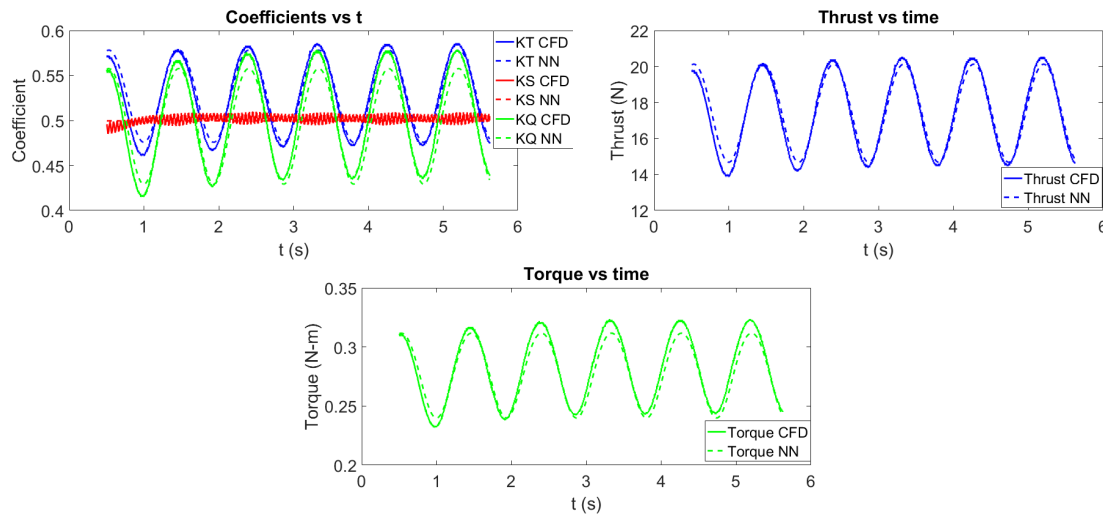 Coefficients vs t
0.6
0.55
0.5
0.45
0.4
Coefficient
0 1 2 3 4 5 6
t (s)
KT CFD
KT NN
KS CFD
KS NN
KQ CFD
KQ NN
Thrust vs time
22
20
18
16
14
12
Thrust (N)
0 1 2 3 4 5 6
t (s)
Thrust CFD
Thrust NN
Torque vs time
0.35
0.3
0.25
0.2
Torque (N-m)
0 1 2 3 4 5 6
t (s)
Torque CFD
Torque NN